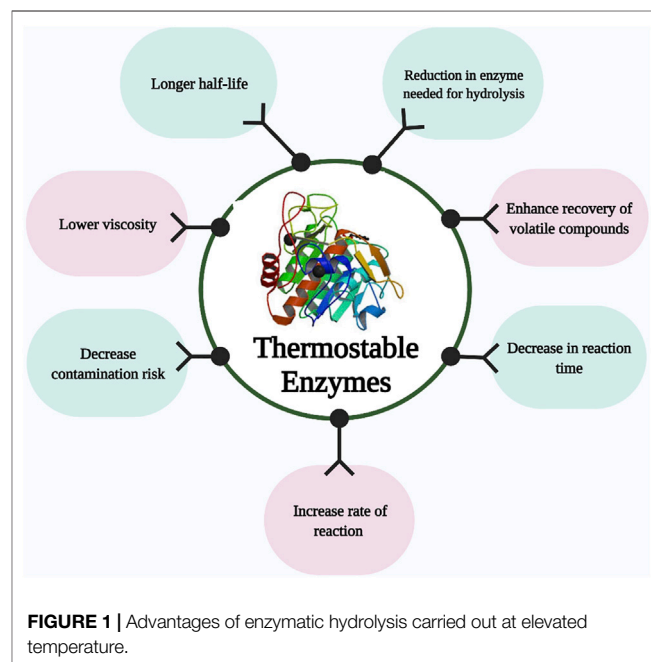 Longer half-life
Reduction in enzyme
needed for hydrolysis
Lower viscosity
Enhance recovery of
volatile compounds
Thermostable
Enzymes
Decrease
contamination risk
Decrease in reaction
time
Increase rate of
reaction
FIGURE 1 | Advantages of enzymatic hydrolysis carried out at elevated
temperature.